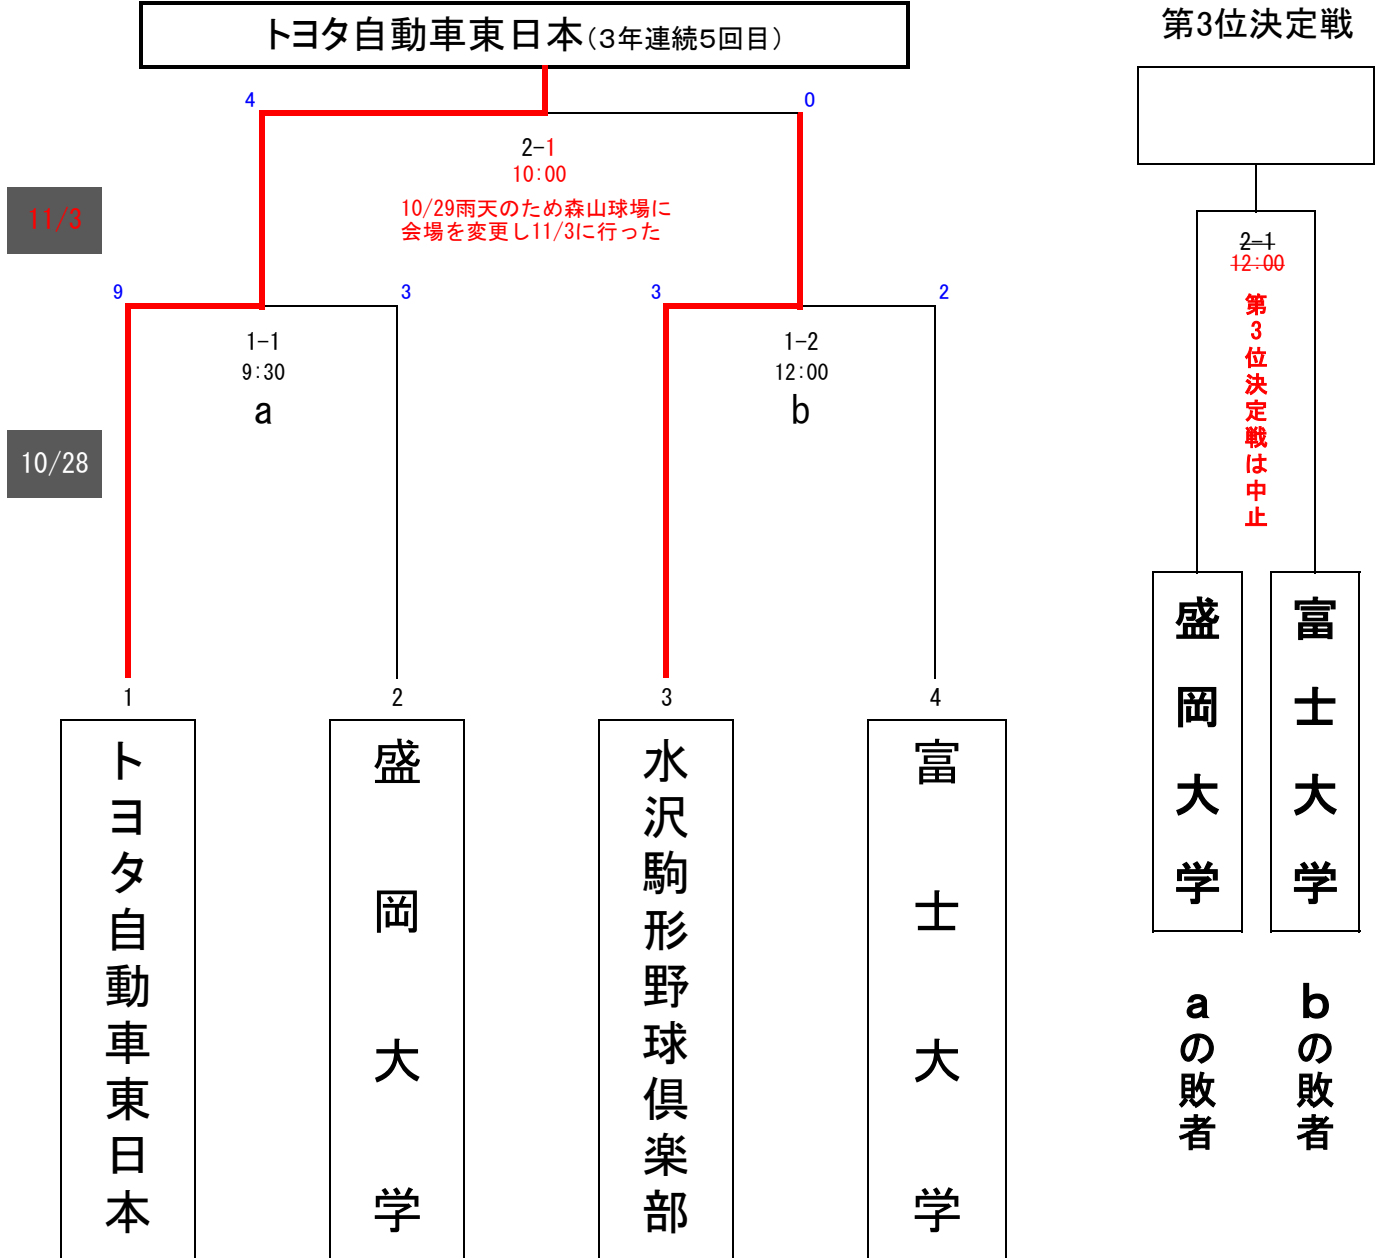 トヨタ自動車東日本(３年連続５回目)
第3位決定戦
4
0
2-1
10:00
10/29雨天のため森山球場に
会場を変更し11/3に行った
11/3
9
3
3
2
1-1
9:30
a
1-2
12:00
b
10/28
1
2
3
4
トヨタ自動車東日本
盛岡大学
水沢駒形野球倶楽部
富士大学
2-1
12:00
第3位決定戦は中止
盛岡大学
富士大学
aの敗者
bの敗者